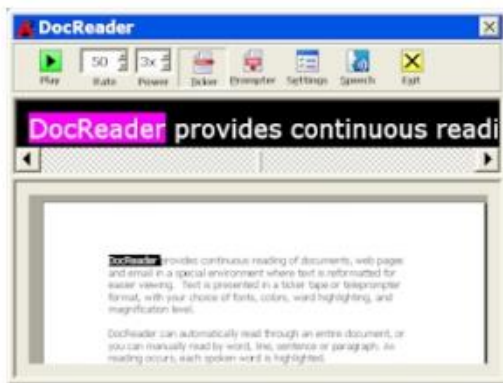 DocReader
50 3x
Play Rate Power Ticker Prompter Settings Speech Exit
DocReader provides continuous readi
DocReader provides continuous reading of documents, web pages
and email in a special environment where text is reformatted for
easier viewing. Text is presented in a ticker tape or teleprompter
format, with your choice of fonts, colors, word highlighting, and
magnification level.
DocReader can automatically read through an entire document, or
you can manually read by word, line, sentence or paragraph. As
reading occurs, each spoken word is highlighted.